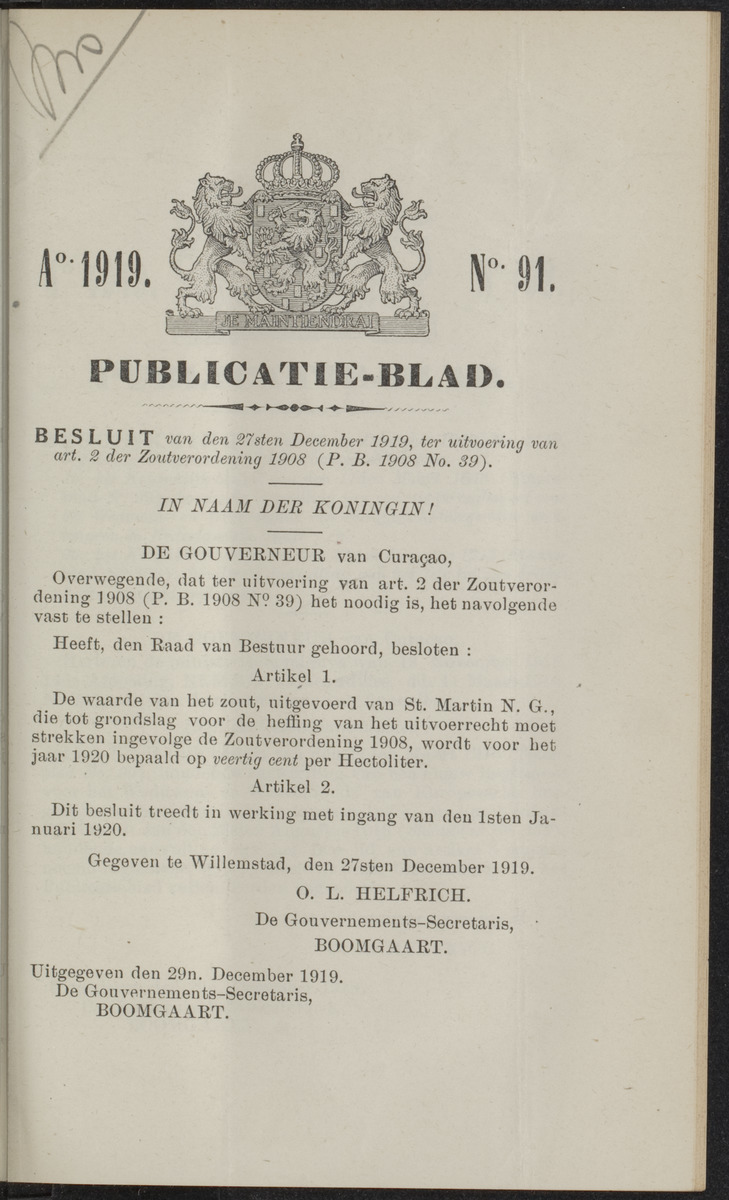 Aº. 1919.
Nº. 91.
JE MAINTIENDRAI
PUBLICATIE-BLAD.
BESLUIT van den 27sten December 1919, ter uitvoering van
art. 2 der Zoutverordening 1908 (P. B. 1908 No. 39).
IN NAAM DER KONINGIN!
DE GOUVERNEUR van Curaçao,
Overwegende, dat ter uitvoering van art. 2 der Zoutveror-
dening 1908 (P. B. 1908 Nº 39) het noodig is, het navolgende
vast te stellen :
Heeft, den Raad van Bestuur gehoord, besloten :
Artikel 1.
De waarde van het zout, uitgevoerd van St. Martin N. G.,
die tot grondslag voor de heffing van het uitvoerrecht moet
strekken ingevolge de Zoutverordening 1908, wordt voor het
jaar 1920 bepaald op veertig cent per Hectoliter.
Artikel 2.
Dit besluit treedt in werking met ingang van den 1sten Ja-
nuari 1920.
Gegeven te Willemstad, den 27sten December 1919.
O. L. HELFRICH.
De Gouvernements-Secretaris,
BOOMGAART.
Uitgegeven den 29n. December 1919.
De Gouvernements-Secretaris,
BOOMGAART.